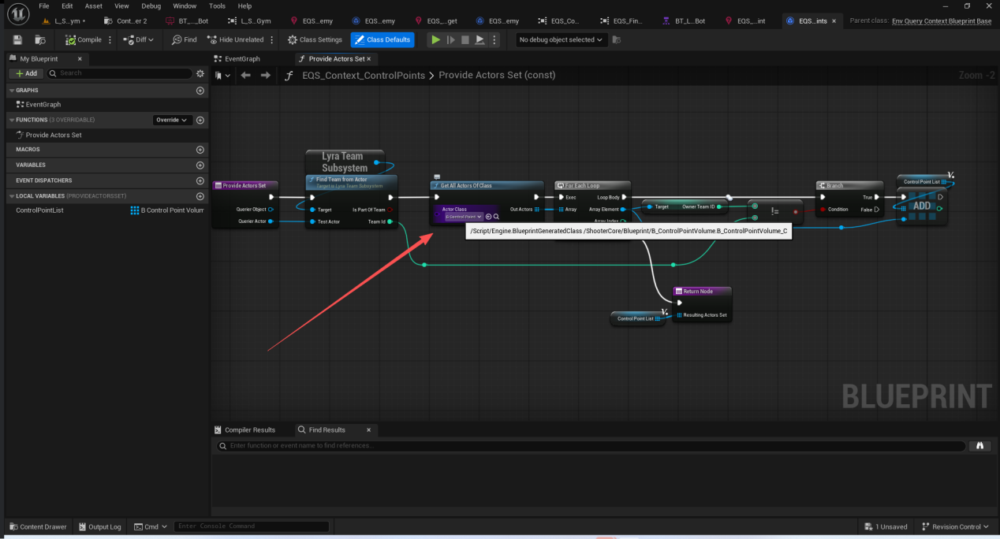 File Edit Asset View Debug Window Tools Help
L_S...ym • Cont...er 2 BT_..._Bot L_S...Gym EQS...emy EQS...emy EQS_...get EQS...emy EQS_Co... EQS_Fin... BT_L...Bot EQS_...int EQS...ints × Parent class: Env Query Context Blueprint Base
Compile Diff Find Hide Unrelated Class Settings Class Defaults No debug object selected
My Blueprint × EventGraph Provide Actors Set ×
+ Add Search EQS_Context_ControlPoints > Provide Actors Set (const) Zoom -2
GRAPHS
EventGraph
FUNCTIONS (3 OVERRIDABLE) Override
Provide Actors Set
MACROS
VARIABLES
EVENT DISPATCHERS
LOCAL VARIABLES (PROVIDEACTORSSET)
ControlPointList B Control Point Volum
Lyra Team
Subsystem
Provide Actors Set
Querier Object
Querier Actor
Find Team from Actor
Target is Lyra Team Subsystem
Target Is Part Of Team
Test Actor Team Id
Get All Actors Of Class
Actor Class Out Actors
B Control Point
For Each Loop
Exec Loop Body
Array Array Element
Array Index
/Script/Engine.BlueprintGeneratedClass /ShooterCore/Blueprint/B_ControlPointVolume.B_ControlPointVolume_C
Target Owner Team ID
!=
Branch
True
Condition False
Control Point List
ADD
Return Node
Control Point List Resulting Actors Set
BLUEPRINT
Compiler Results Find Results ×
Enter function or event name to find references...
Content Drawer Output Log Cmd Enter Console Command 1 Unsaved Revision Control